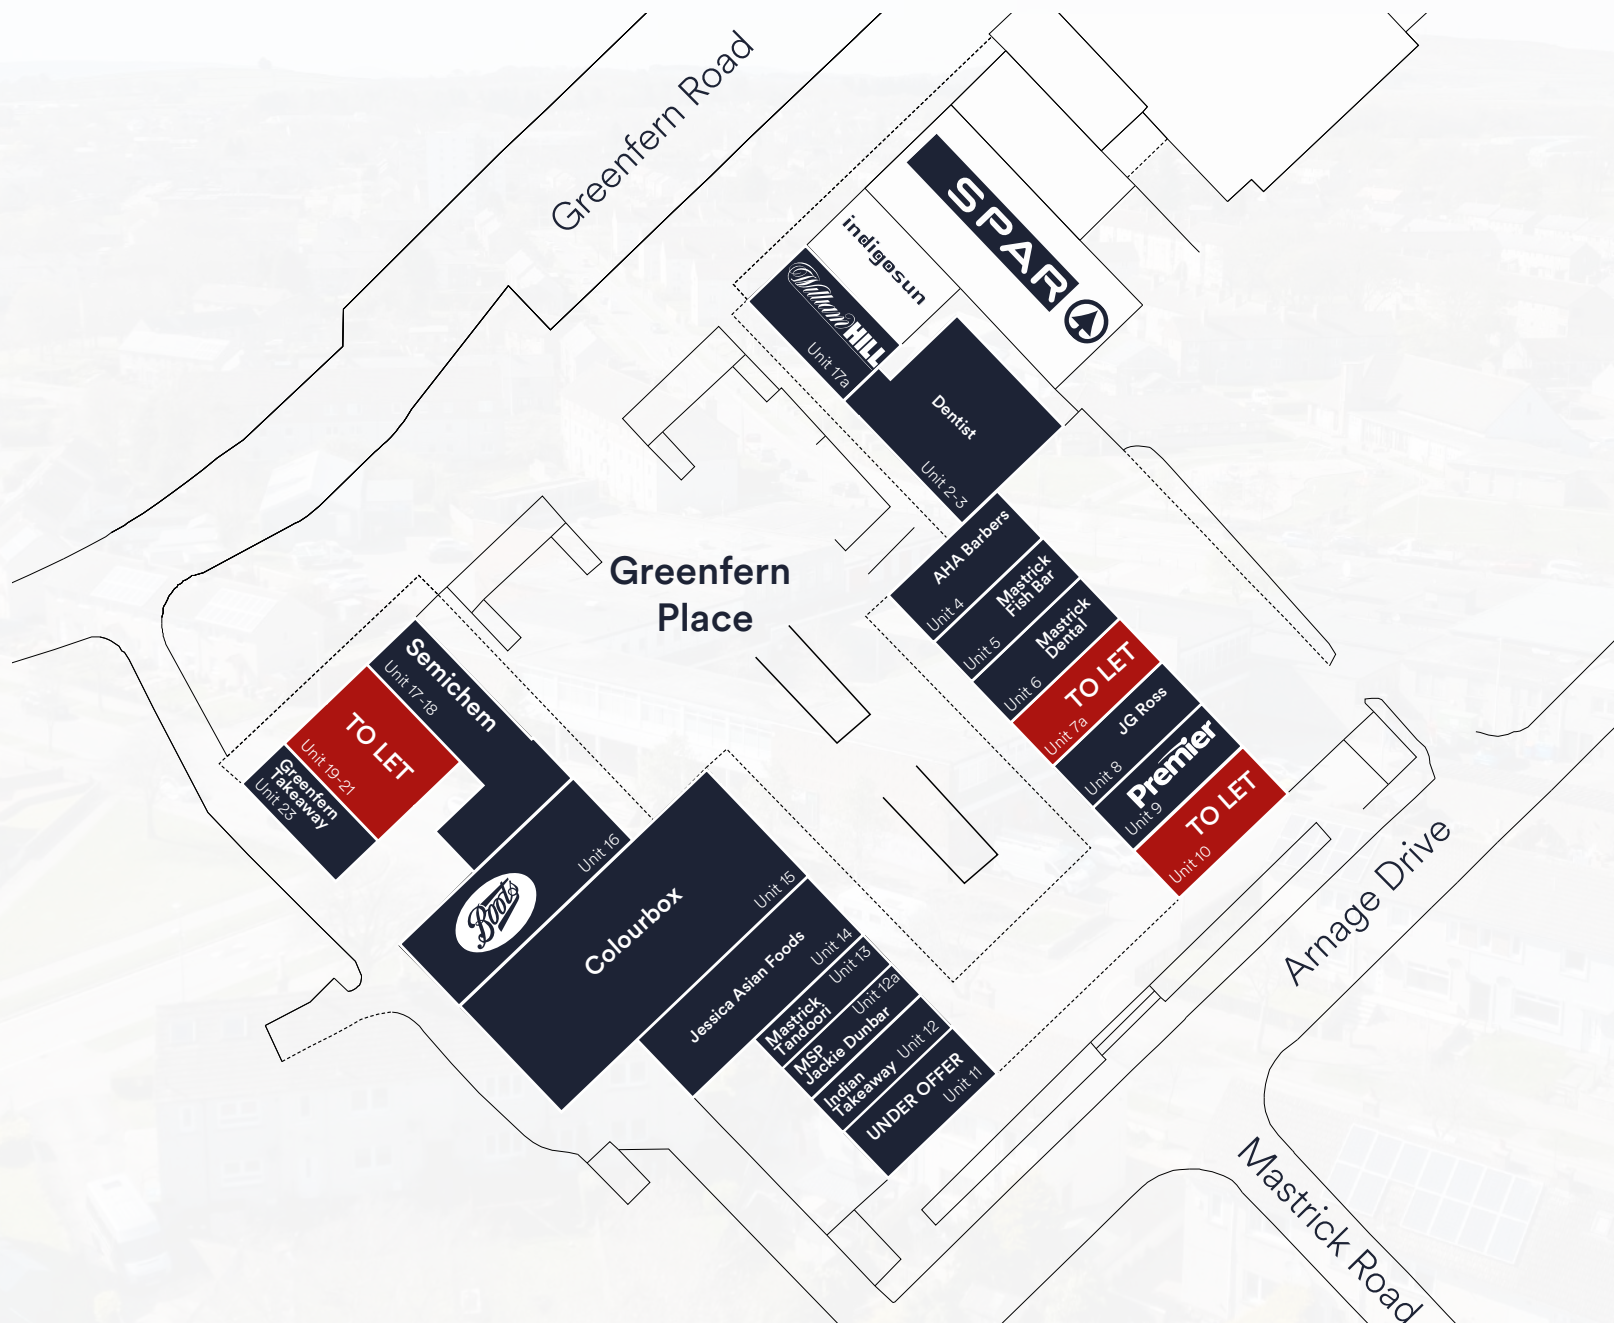 Greenfern Road
SPAR
indigosun
William
HILL
Unit 17a
Dentist
Unit 2-3
Greenfern
Place
AHA Barbers
Unit 4
Mastrick
Fish Bar
Unit 5
Mastrick
Dental
Unit 6
TO LET
Unit 7a
JG Ross
Unit 8
Premier
Unit 9
TO LET
Unit 10
Semichem
Unit 17-18
TO LET
Unit 19-21
Greenfern
Takeaway
Unit 23
Boots
Unit 16
Colourbox
Unit 15
Jessica Asian Foods
Unit 14
Mastrick
Tandoori
Unit 13
MSP
Jackie Dunbar
Unit 12a
Indian
Takeaway
Unit 12
UNDER OFFER
Unit 11
Arnage Drive
Mastrick Road